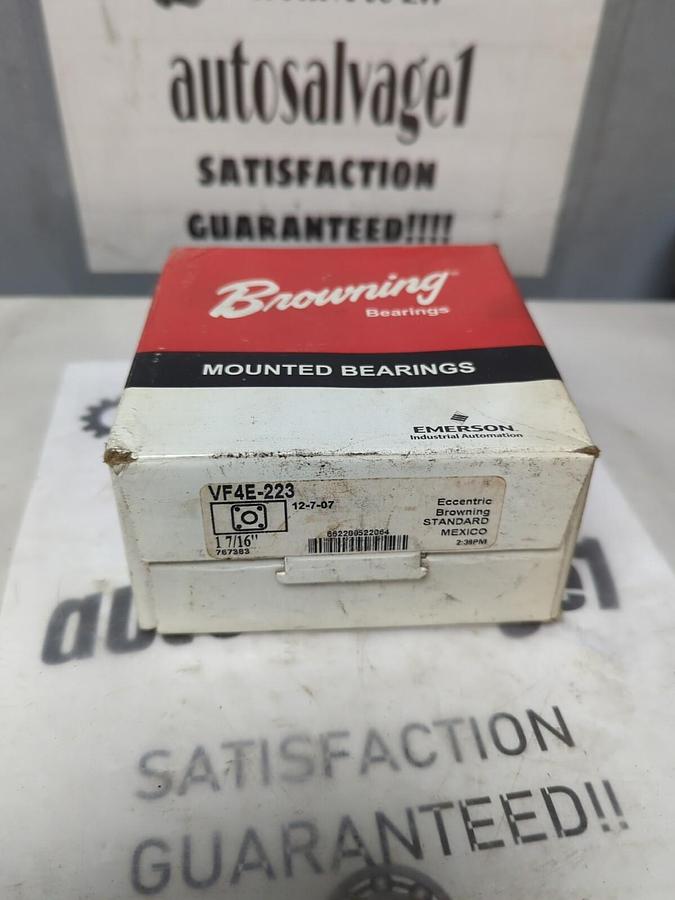 autosalvage1
SATISFACTION
GUARANTEED!!!!
Browning
Bearings
MOUNTED BEARINGS
EMERSON
Industrial Automation
VF4E-223
12-7-07
1 7/16"
767383
662200522064
Eccentric
Browning
STANDARD
MEXICO
2:38PM
SATISFACTION
GUARANTEED!!